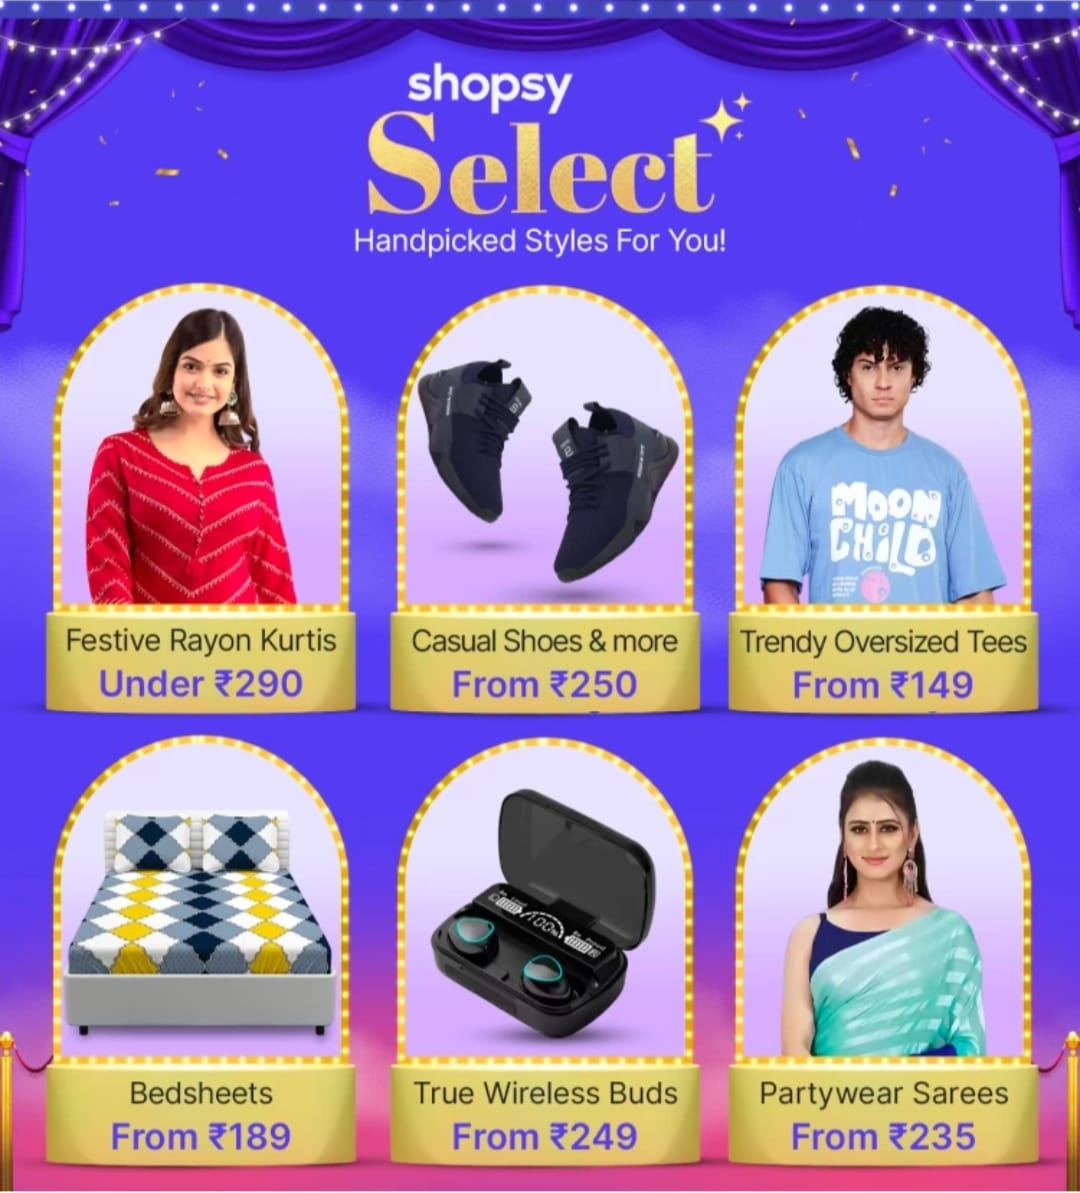 shopsy
Select
Handpicked Styles For You!
MOON
CHILD
Festive Rayon Kurtis
Under ₹290
Casual Shoes & more
From ₹250
Trendy Oversized Tees
From ₹149
100%
Bedsheets
From ₹189
True Wireless Buds
From ₹249
Partywear Sarees
From ₹235